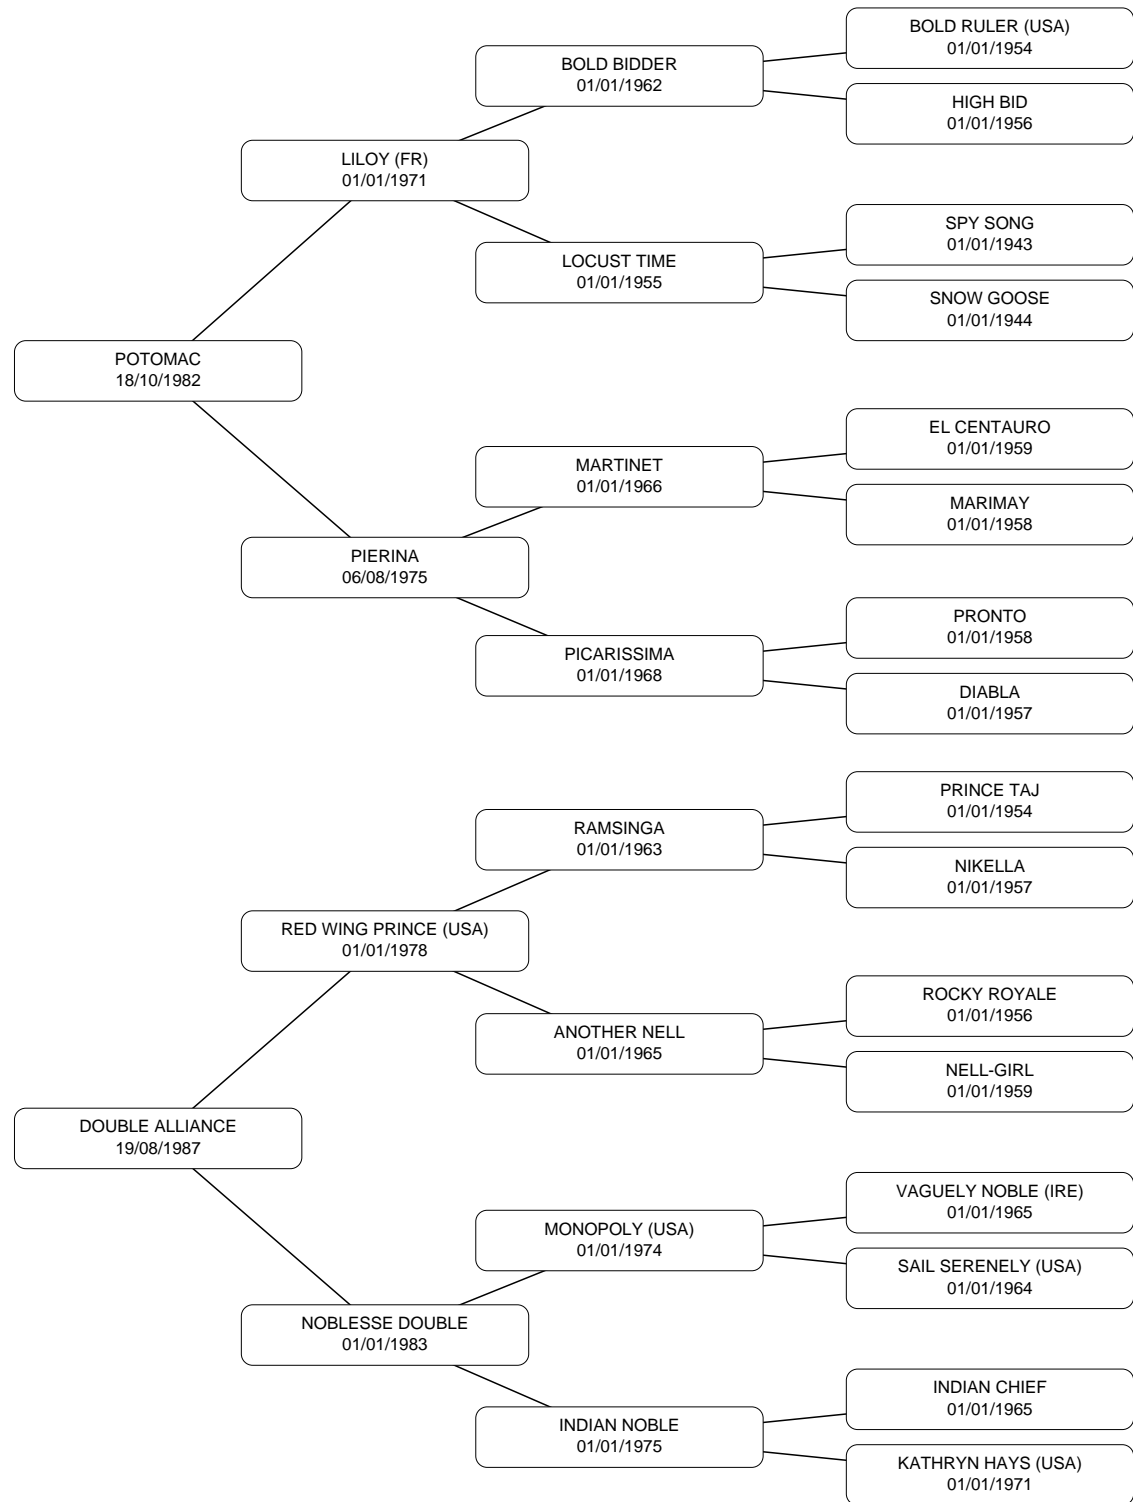 BOLD RULER (USA)
01/01/1954
BOLD BIDDER
01/01/1962
HIGH BID
01/01/1956
LILOY (FR)
01/01/1971
SPY SONG
01/01/1943
LOCUST TIME
01/01/1955
SNOW GOOSE
01/01/1944
POTOMAC
18/10/1982
EL CENTAURO
01/01/1959
MARTINET
01/01/1966
MARIMAY
01/01/1958
PIERINA
06/08/1975
PRONTO
01/01/1958
PICARISSIMA
01/01/1968
DIABLA
01/01/1957
PRINCE TAJ
01/01/1954
RAMSINGA
01/01/1963
NIKELLA
01/01/1957
RED WING PRINCE (USA)
01/01/1978
ROCKY ROYALE
01/01/1956
ANOTHER NELL
01/01/1965
NELL-GIRL
01/01/1959
DOUBLE ALLIANCE
19/08/1987
VAGUELY NOBLE (IRE)
01/01/1965
MONOPOLY (USA)
01/01/1974
SAIL SERENELY (USA)
01/01/1964
NOBLESSE DOUBLE
01/01/1983
INDIAN CHIEF
01/01/1965
INDIAN NOBLE
01/01/1975
KATHRYN HAYS (USA)
01/01/1971